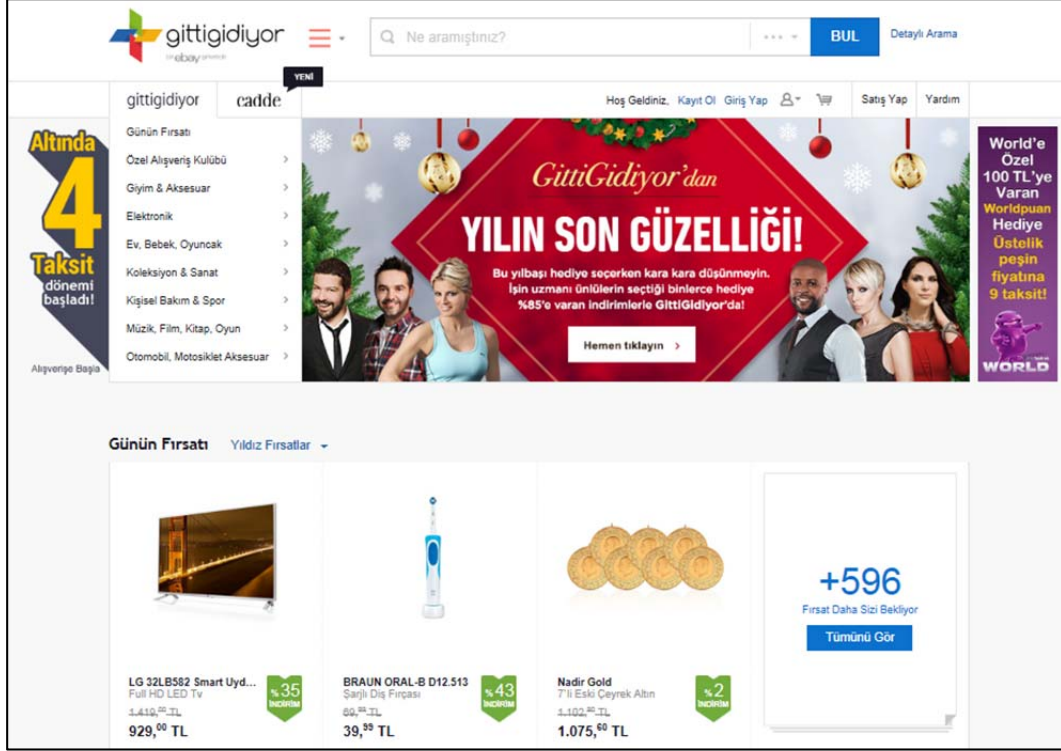 gittigidiyor
bir ebay şirketidir
Ne aramıştınız?
BUL
Detaylı Arama
YENİ
gittigidiyor
cadde
Hoş Geldiniz, Kayıt Ol Giriş Yap
Satış Yap
Yardım
Altında
4
Taksit
dönemi
başladı!
Alışverişe Başla
Günün Fırsatı
Özel Alışveriş Kulübü
Giyim & Aksesuar
Elektronik
Ev, Bebek, Oyuncak
Koleksiyon & Sanat
Kişisel Bakım & Spor
Müzik, Film, Kitap, Oyun
Otomobil, Motosiklet Aksesuar
GittiGidiyor'dan
YILIN SON GÜZELLİĞİ!
Bu yılbaşı hediye seçerken kara kara düşünmeyin.
İşin uzmanı ünlülerin seçtiği binlerce hediye
%85'e varan indirimlerle GittiGidiyor'da!
Hemen tıklayın
World'e
Özel
100 TL'ye
Varan
Worldpuan
Hediye
Üstelik
peşin
fiyatına
9 taksit!
WORLD
Günün Fırsatı
Yıldız Fırsatlar
LG 32LB582 Smart Uyd...
Full HD LED Tv
1.419,00 TL
929,00 TL
%35
İNDİRİM
BRAUN ORAL-B D12.513
Şarjlı Diş Fırçası
69,99 TL
39,99 TL
%43
İNDİRİM
Nadir Gold
7'li Eski Çeyrek Altın
1.102,30 TL
1.075,60 TL
%2
İNDİRİM
+596
Fırsat Daha Sizi Bekliyor
Tümünü Gör